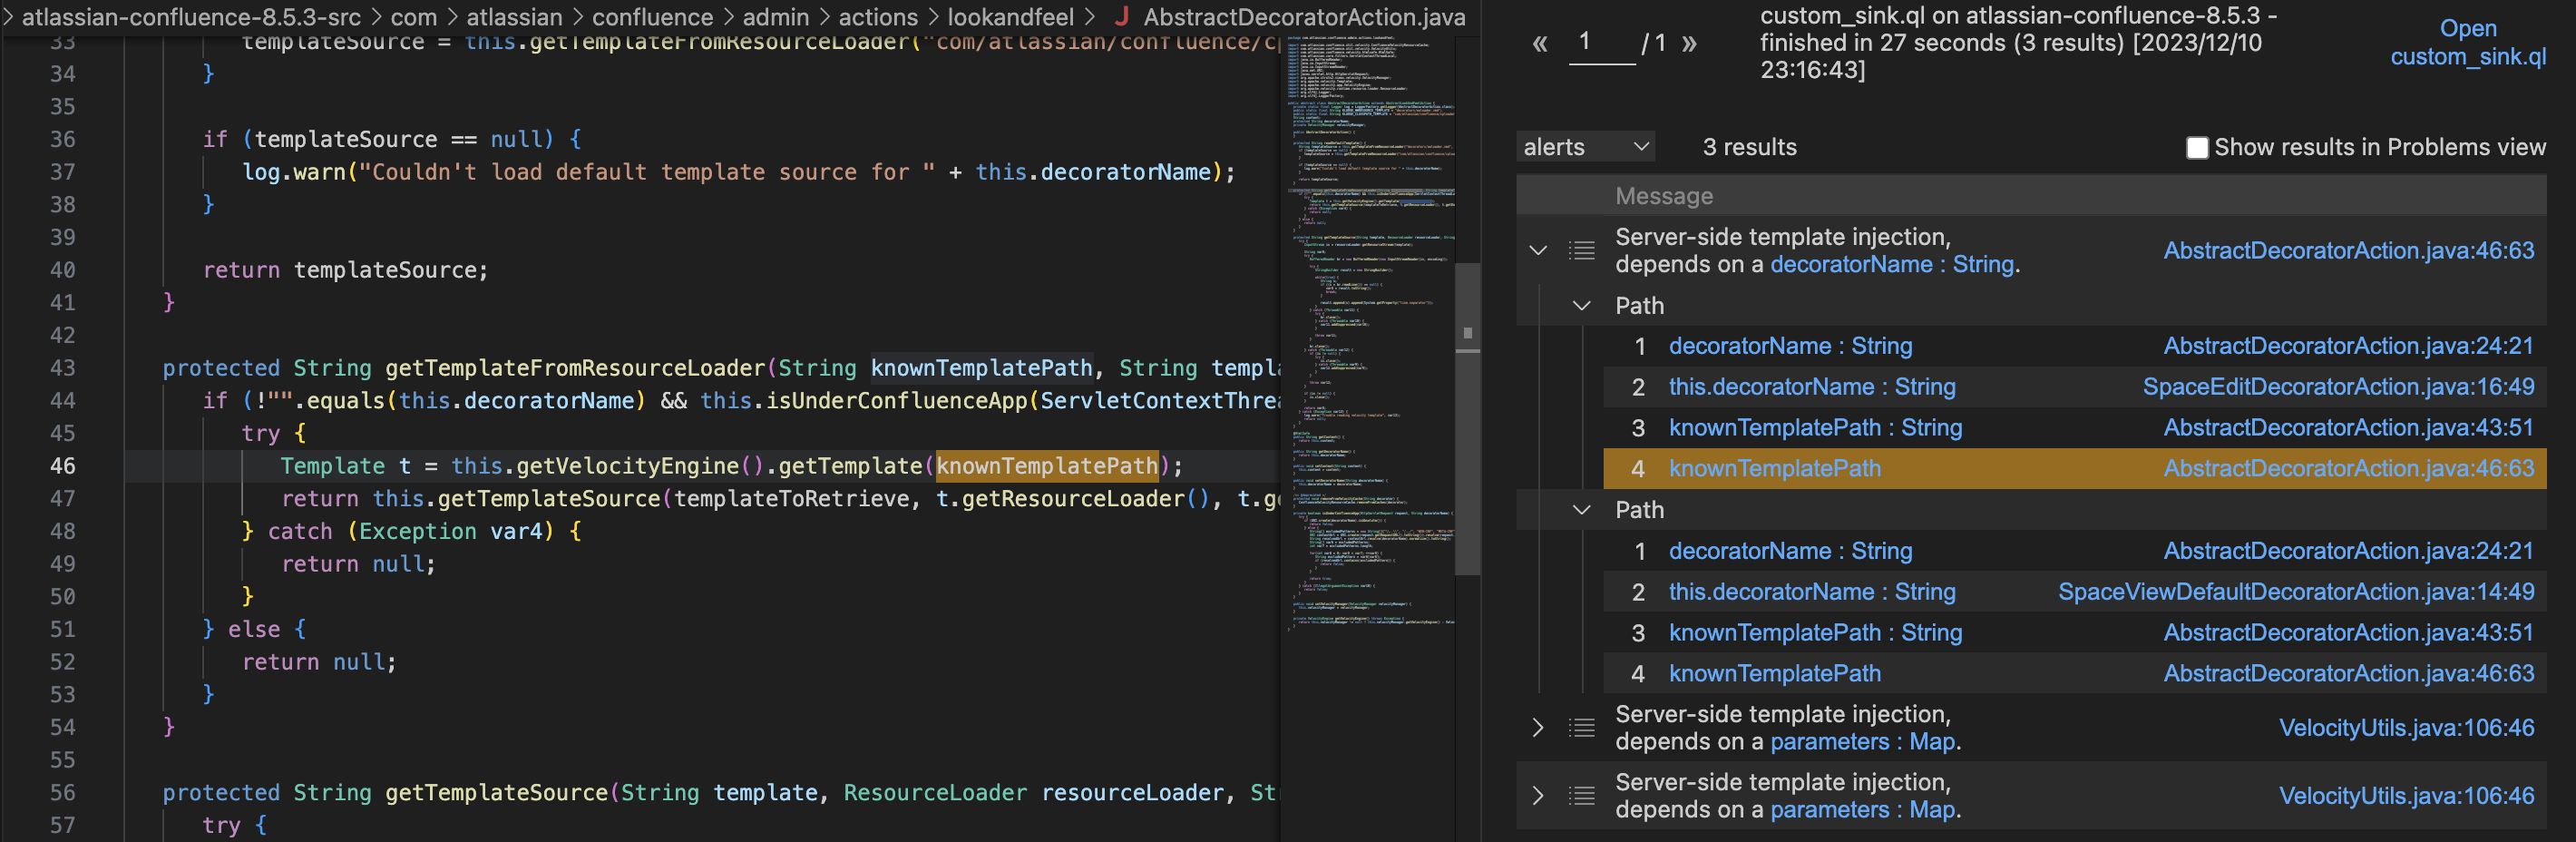 atlassian-confluence-8.5.3-src > com > atlassian > confluence > admin > actions > lookandfeel > J AbstractDecoratorAction.java
33 templateSource = this.getTemplateFromResourceLoader("com/atlassian/confluence/
34 }
35
36 if (templateSource == null) {
37 log.warn("Couldn't load default template source for " + this.decoratorName);
38 }
39
40 return templateSource;
41 }
42
43 protected String getTemplateFromResourceLoader(String knownTemplatePath, String templ
44 if (!"".equals(this.decoratorName) && this.isUnderConfluenceApp(ServletContextThre
45 try {
46 Template t = this.getVelocityEngine().getTemplate(knownTemplatePath);
47 return this.getTemplateSource(templateToRetrieve, t.getResourceLoader(), t.ge
48 } catch (Exception var4) {
49 return null;
50 }
51 } else {
52 return null;
53 }
54 }
55
56 protected String getTemplateSource(String template, ResourceLoader resourceLoader, St
57 try {
« 1 / 1 »
custom_sink.ql on atlassian-confluence-8.5.3 -
finished in 27 seconds (3 results) [2023/12/10
23:16:43]
Open
custom_sink.ql
alerts 3 results Show results in Problems view
Message
Server-side template injection,
depends on a decoratorName : String. AbstractDecoratorAction.java:46:63
Path
1 decoratorName : String AbstractDecoratorAction.java:24:21
2 this.decoratorName : String SpaceEditDecoratorAction.java:16:49
3 knownTemplatePath : String AbstractDecoratorAction.java:43:51
4 knownTemplatePath AbstractDecoratorAction.java:46:63
Path
1 decoratorName : String AbstractDecoratorAction.java:24:21
2 this.decoratorName : String SpaceViewDefaultDecoratorAction.java:14:49
3 knownTemplatePath : String AbstractDecoratorAction.java:43:51
4 knownTemplatePath AbstractDecoratorAction.java:46:63
Server-side template injection,
depends on a parameters : Map. VelocityUtils.java:106:46
Server-side template injection,
depends on a parameters : Map. VelocityUtils.java:106:46